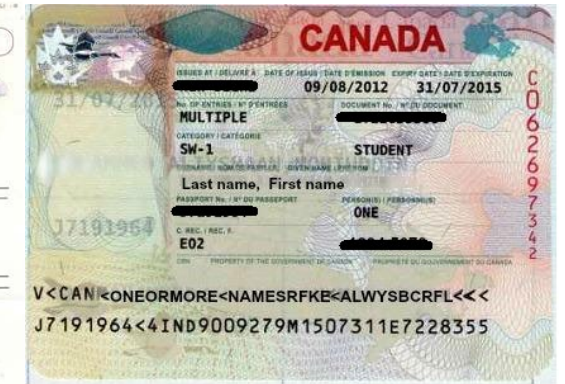 CANADA
ISSUED AT / DÉLIVRÉ À DATE OF ISSUE / DATE D'ÉMISSION EXPIRY DATE / DATE D'EXPIRATION
09/08/2012 31/07/2015
31/07/20
No. OF ENTRIES / Nº D'ENTRÉES DOCUMENT No. / Nº DU DOCUMENT
MULTIPLE
CATEGORY / CATÉGORIE
SW-1 STUDENT
Last name, First name
PASSPORT No. / Nº DU PASSEPORT PERSON(S) / PERSONNE(S)
ONE
J7191964
C. REC. / REC. F.
E02
PROPERTY OF THE GOVERNMENT OF CANADA PROPRIÉTÉ DU GOUVERNEMENT DU CANADA
C062697342
V<CAN<ONEORMORE<NAMESRFKB<ALWYSBCRFL<<<
J7191964<4IND9009279M1507311E7228355